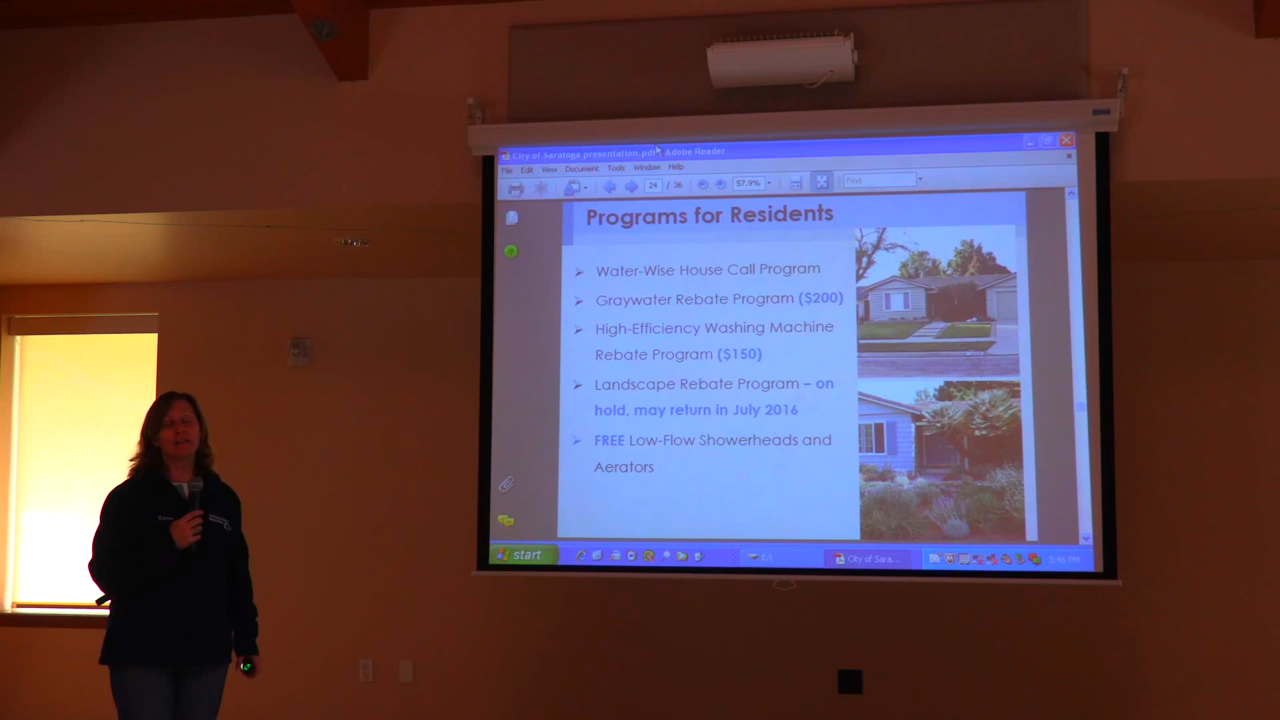 City of Saratoga presentation.pdf - Adobe Reader
File Edit View Document Tools Window Help
24 / 36 57.9% Find
Programs for Residents
Water-Wise House Call Program
Graywater Rebate Program ($200)
High-Efficiency Washing Machine
Rebate Program ($150)
Landscape Rebate Program – on
hold, may return in July 2016
FREE Low-Flow Showerheads and
Aerators
start
City of Sara...